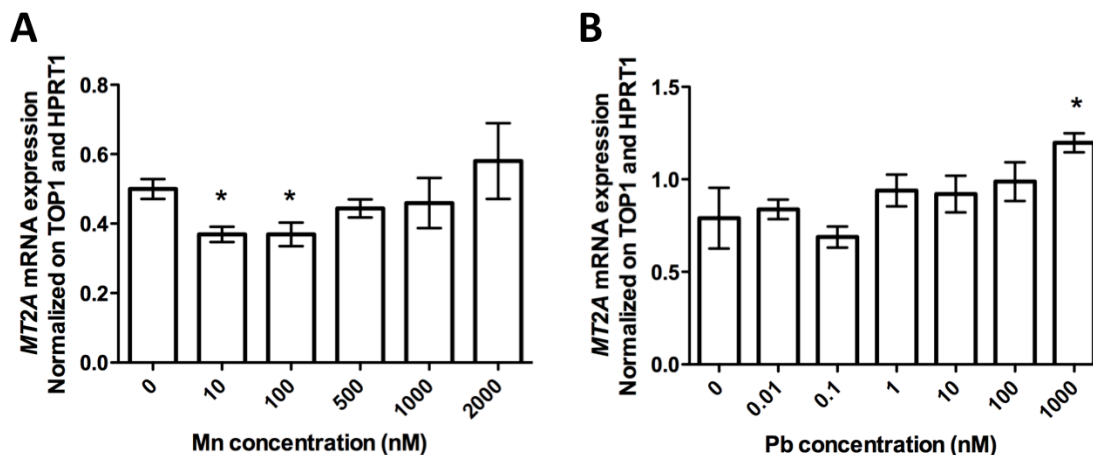 A
MT2A mRNA expression
Normalized on TOP1 and HPRT1
0.8
0.6
0.4
0.2
0.0
* *
0 10 100 500 1000 2000
Mn concentration (nM)
B
MT2A mRNA expression
Normalized on TOP1 and HPRT1
1.5
1.0
0.5
0.0
*
0 0.01 0.1 1 10 100 1000
Pb concentration (nM)